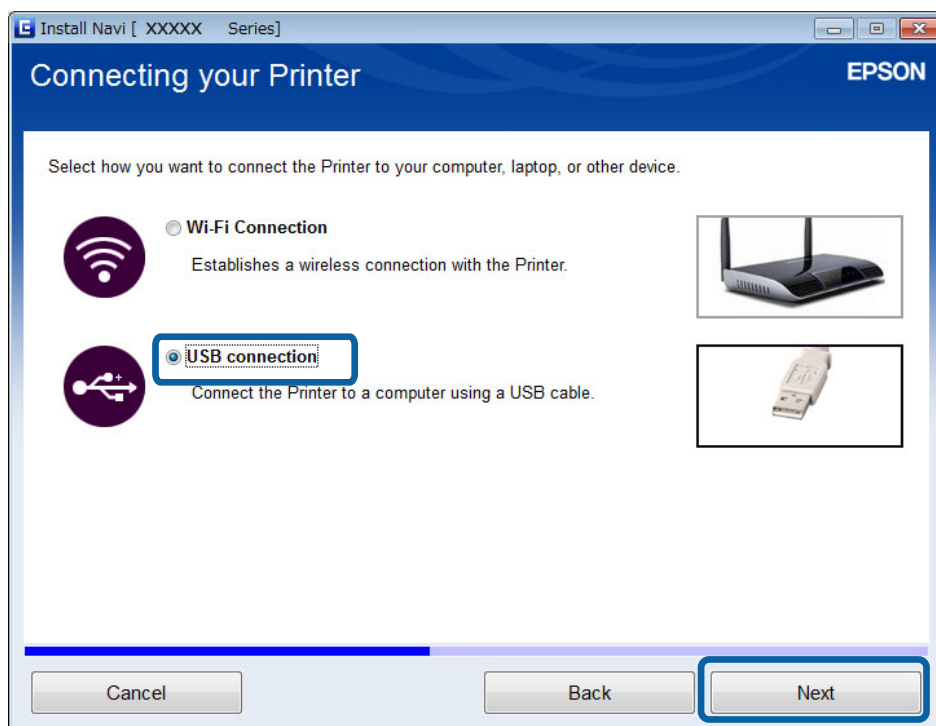 Install Navi [ XXXXX Series]
Connecting your Printer
EPSON
Select how you want to connect the Printer to your computer, laptop, or other device.
Wi-Fi Connection
Establishes a wireless connection with the Printer.
USB connection
Connect the Printer to a computer using a USB cable.
Cancel
Back
Next